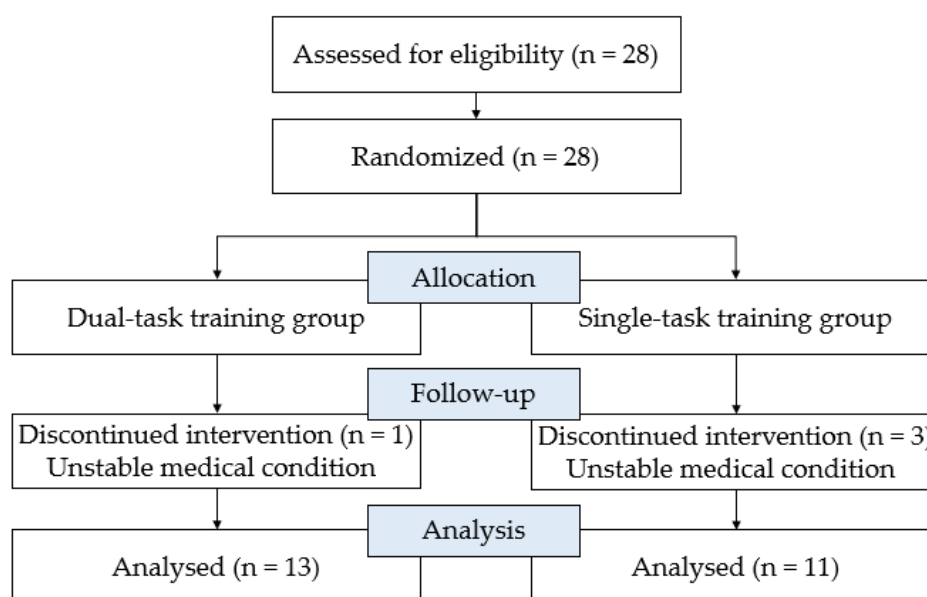 Assessed for eligibility (n = 28)
Randomized (n = 28)
Allocation
Dual-task training group
Single-task training group
Follow-up
Discontinued intervention (n = 1)
Unstable medical condition
Discontinued intervention (n = 3)
Unstable medical condition
Analysis
Analysed (n = 13)
Analysed (n = 11)